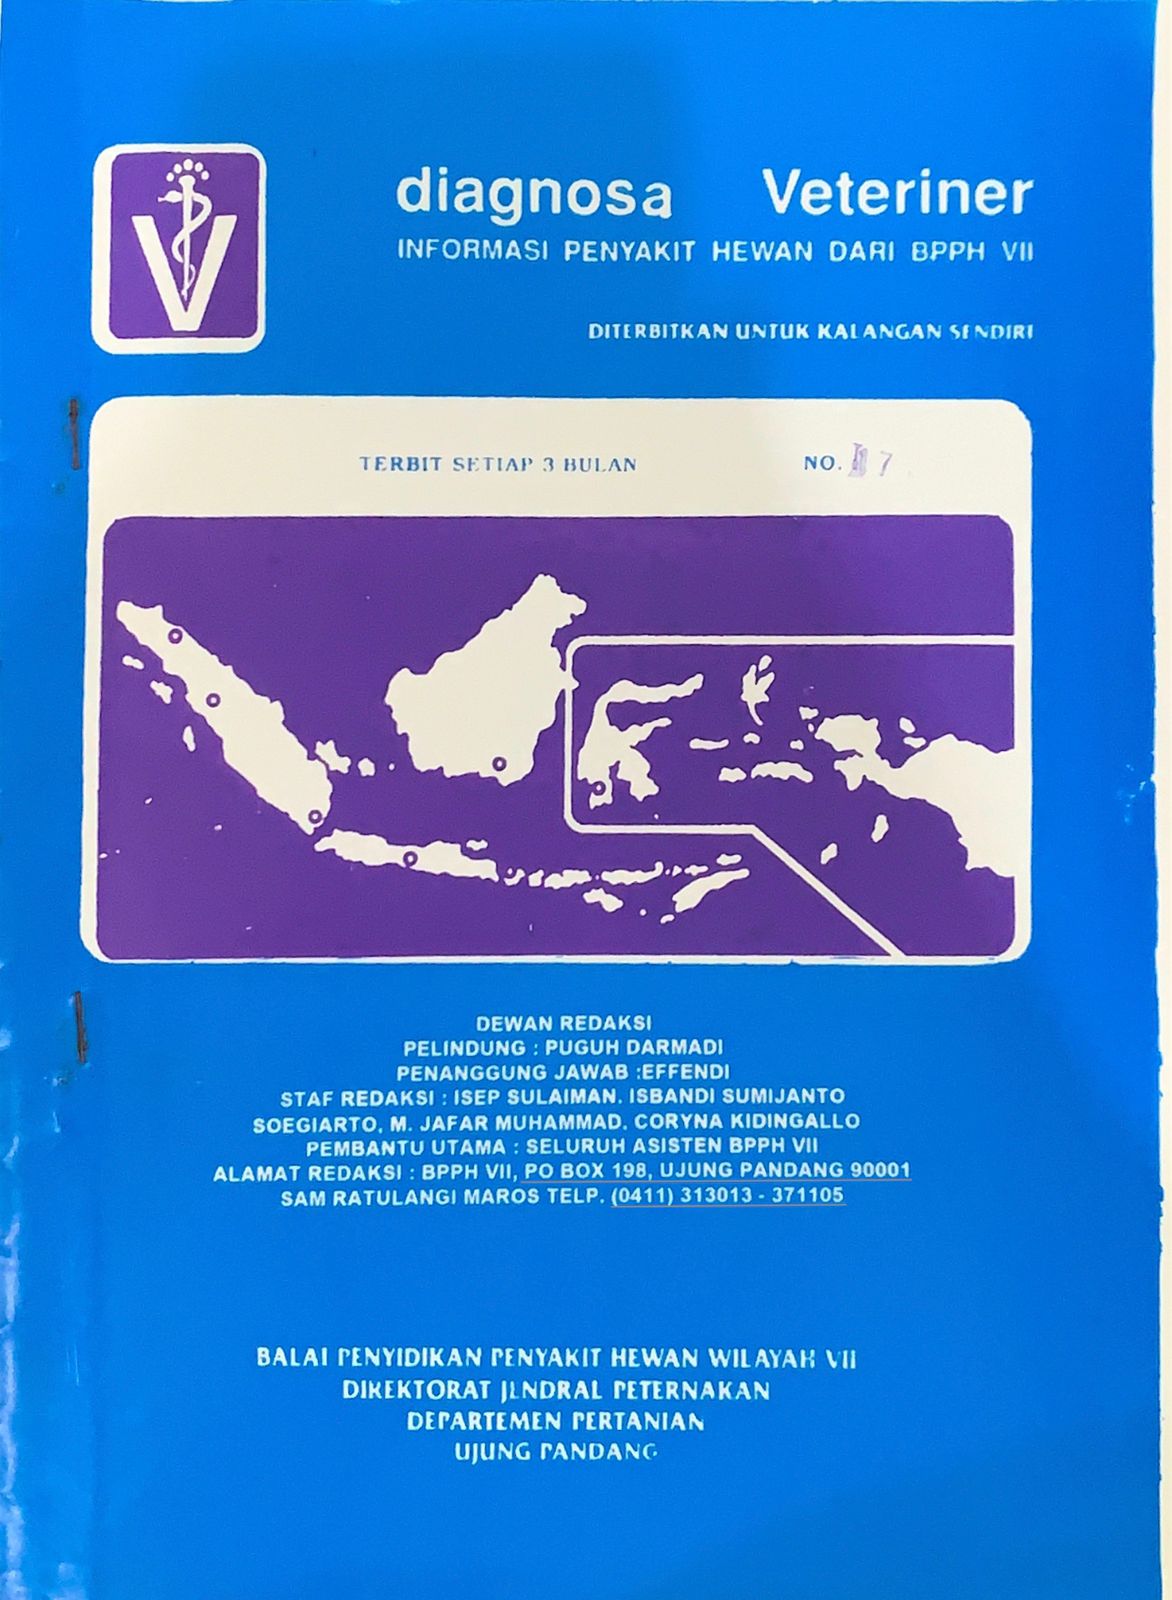 V
diagnosa Veteriner
INFORMASI PENYAKIT HEWAN DARI BPPH VII
DITERBITKAN UNTUK KALANGAN SENDIRI
TERBIT SETIAP 3 BULAN NO. 7
DEWAN REDAKSI
PELINDUNG : PUGUH DARMADI
PENANGGUNG JAWAB :EFFENDI
STAF REDAKSI : ISEP SULAIMAN. ISBANDI SUMIJANTO
SOEGIARTO, M. JAFAR MUHAMMAD. CORYNA KIDINGALLO
PEMBANTU UTAMA : SELURUH ASISTEN BPPH VII
ALAMAT REDAKSI : BPPH VII, PO BOX 198, UJUNG PANDANG 90001
SAM RATULANGI MAROS TELP. (0411) 313013 - 371105
BALAI PENYIDIKAN PENYAKIT HEWAN WILAYAH VII
DIREKTORAT JENDRAL PETERNAKAN
DEPARTEMEN PERTANIAN
UJUNG PANDANG